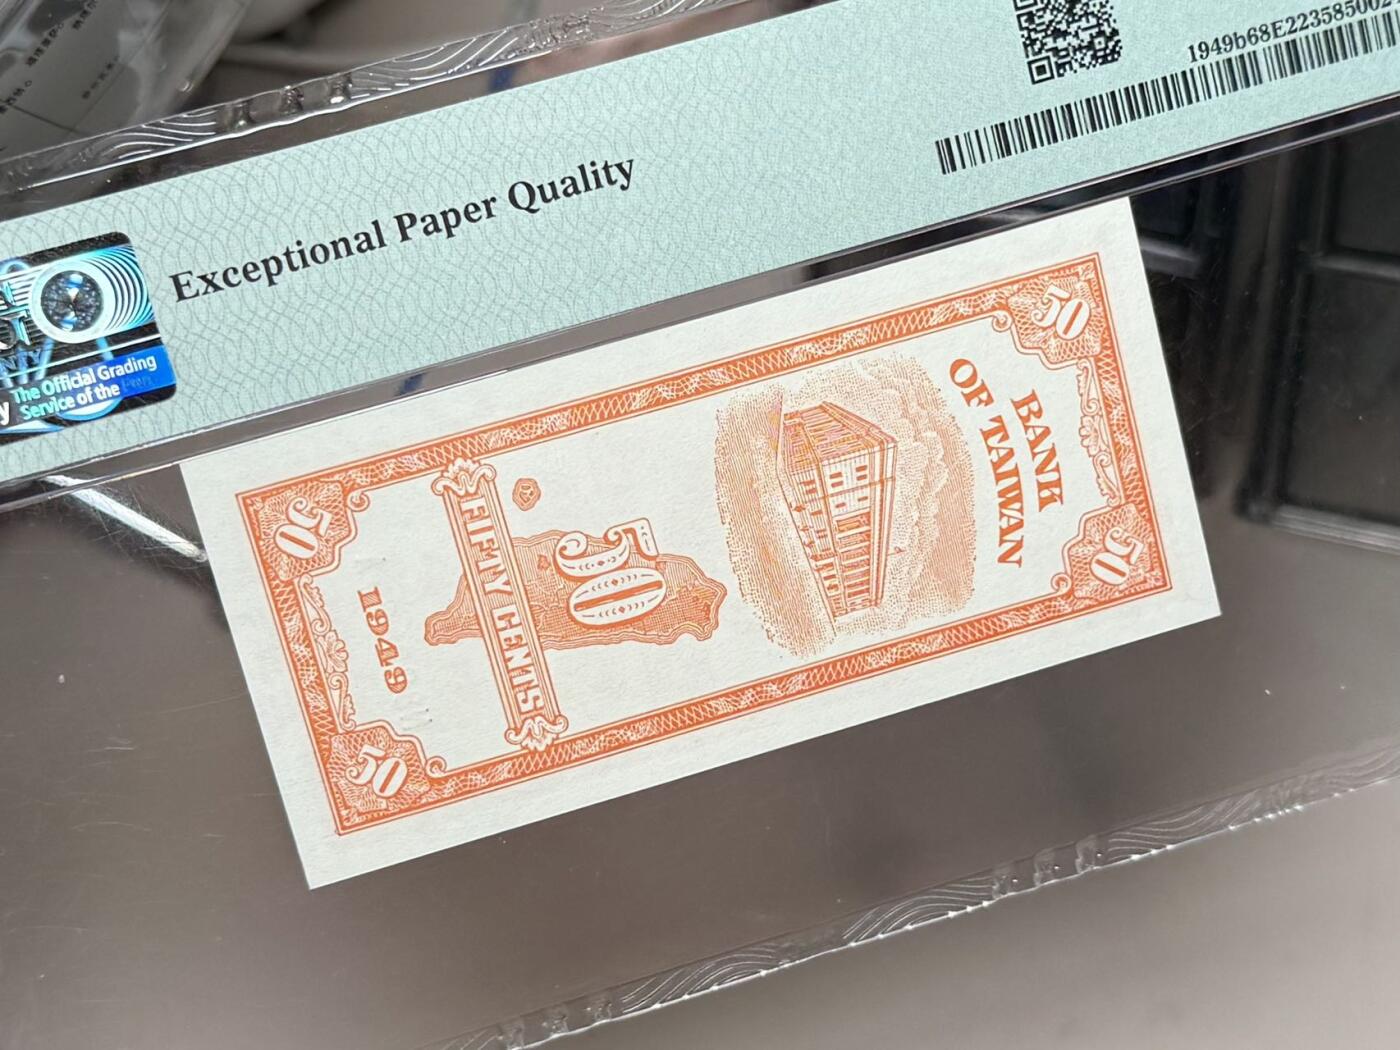 1949b68E22358500
Exceptional Paper Quality
The Official Grading
Service of the
50
50
BANK
OF TAIWAN
50
FIFTY CENTS
1949
50
50